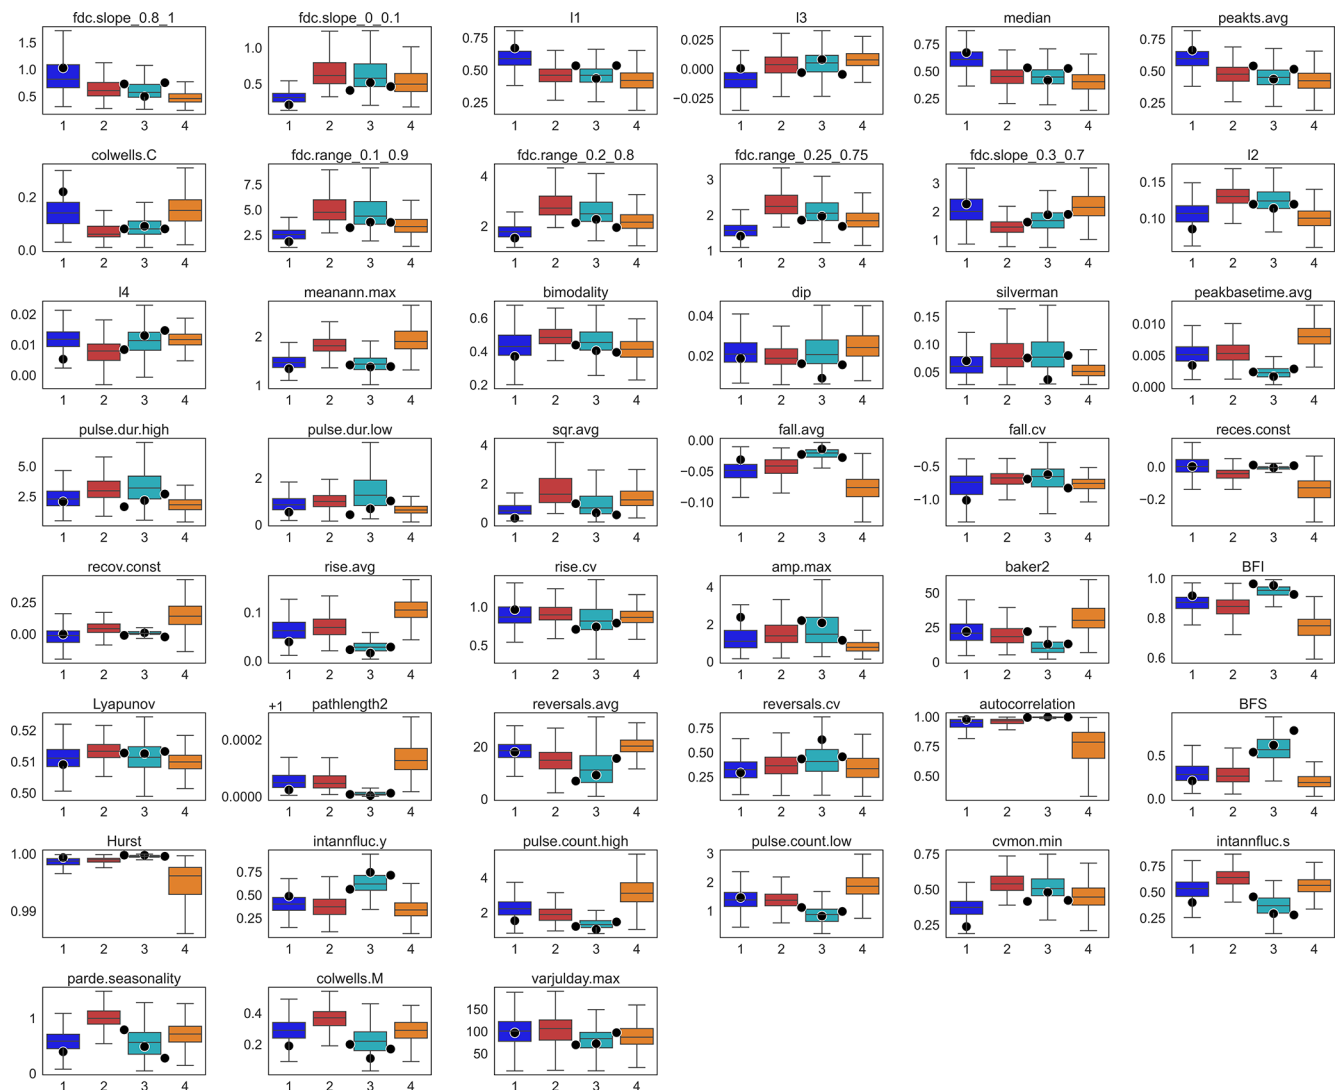 fdc.slope_0.8_1 fdc.slope_0_0.1 l1 l3 median peakts.avg
1.5 1.0 0.5
1.0 0.5
0.75 0.50 0.25
0.025 0.000 −0.025
0.75 0.50 0.25
0.75 0.50 0.25
1 2 3 4 1 2 3 4 1 2 3 4 1 2 3 4 1 2 3 4 1 2 3 4
colwells.C fdc.range_0.1_0.9 fdc.range_0.2_0.8 fdc.range_0.25_0.75 fdc.slope_0.3_0.7 l2
0.2 0.0
7.5 5.0 2.5
4 2
3 2 1
3 2 1
0.15 0.10
1 2 3 4 1 2 3 4 1 2 3 4 1 2 3 4 1 2 3 4 1 2 3 4
l4 meanann.max bimodality dip silverman peakbasetime.avg
0.02 0.01 0.00
2 1
0.6 0.4 0.2
0.04 0.02
0.15 0.10 0.05
0.010 0.005 0.000
1 2 3 4 1 2 3 4 1 2 3 4 1 2 3 4 1 2 3 4 1 2 3 4
pulse.dur.high pulse.dur.low sqr.avg fall.avg fall.cv reces.const
5.0 2.5
2 0
4 2 0
0.00 −0.05 −0.10
−0.5 −1.0
0.0 −0.2
1 2 3 4 1 2 3 4 1 2 3 4 1 2 3 4 1 2 3 4 1 2 3 4
recov.const rise.avg rise.cv amp.max baker2 BFI
0.25 0.00
0.1 0.0
1.0 0.5
4 2 0
50 25 0
1.0 0.8 0.6
1 2 3 4 1 2 3 4 1 2 3 4 1 2 3 4 1 2 3 4 1 2 3 4
Lyapunov +1 pathlength2 reversals.avg reversals.cv autocorrelation BFS
0.52 0.51 0.50
0.0002 0.0000
20 0
0.75 0.50 0.25
1.00 0.75 0.50
0.5 0.0
1 2 3 4 1 2 3 4 1 2 3 4 1 2 3 4 1 2 3 4 1 2 3 4
Hurst intannfluc.y pulse.count.high pulse.count.low cvmon.min intannfluc.s
1.00 0.99
0.75 0.50 0.25
4 2
3 2 1
0.75 0.50 0.25
0.75 0.50 0.25
1 2 3 4 1 2 3 4 1 2 3 4 1 2 3 4 1 2 3 4 1 2 3 4
parde.seasonality colwells.M varjulday.max
1 0
0.4 0.2
150 100 50
1 2 3 4 1 2 3 4 1 2 3 4